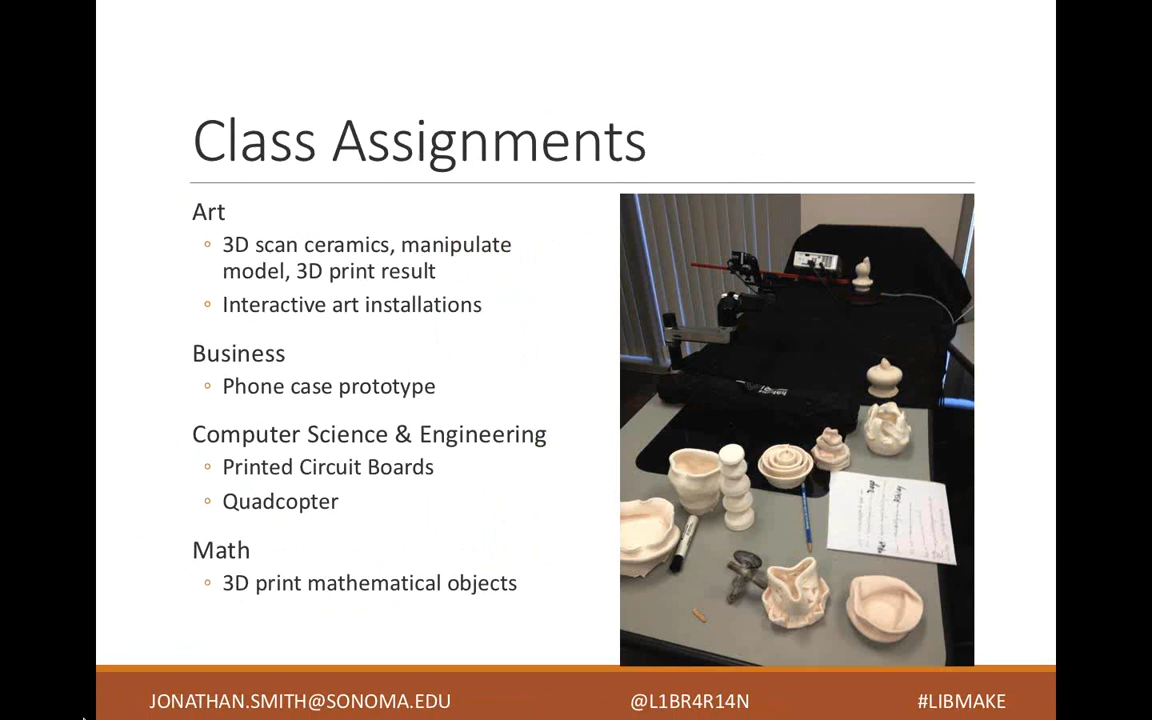 Class Assignments
Art
◦ 3D scan ceramics, manipulate
model, 3D print result
◦ Interactive art installations
Business
◦ Phone case prototype
Computer Science & Engineering
◦ Printed Circuit Boards
◦ Quadcopter
Math
◦ 3D print mathematical objects
JONATHAN.SMITH@SONOMA.EDU
@L1BR4R14N
#LIBMAKE